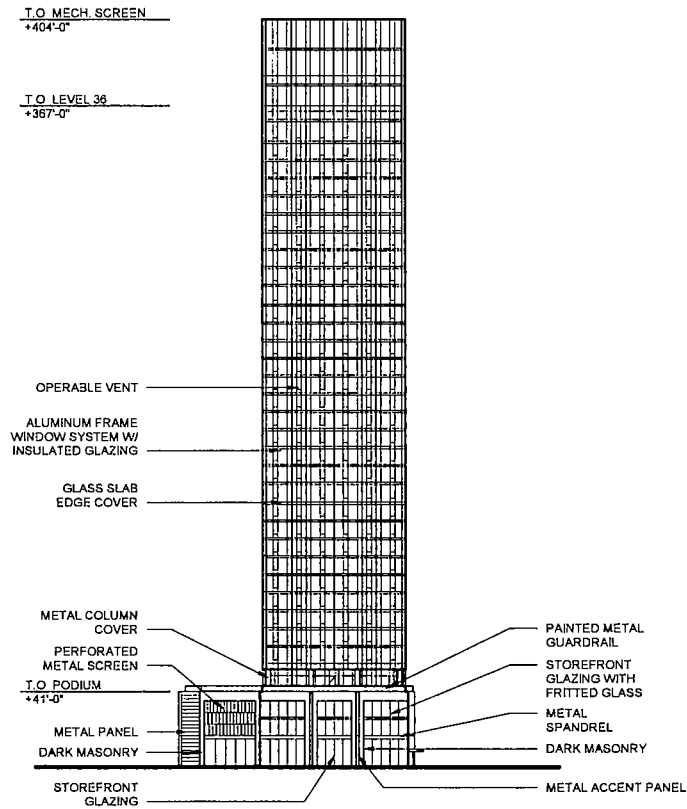 T.O MECH. SCREEN
+404'-0"
T.O LEVEL 36
+367'-0"
OPERABLE VENT
ALUMINUM FRAME
WINDOW SYSTEM W/
INSULATED GLAZING
GLASS SLAB
EDGE COVER
METAL COLUMN
COVER
PERFORATED
METAL SCREEN
T.O PODIUM
+41'-0"
METAL PANEL
DARK MASONRY
STOREFRONT
GLAZING
PAINTED METAL
GUARDRAIL
STOREFRONT
GLAZING WITH
FRITTED GLASS
METAL
SPANDREL
DARK MASONRY
METAL ACCENT PANEL